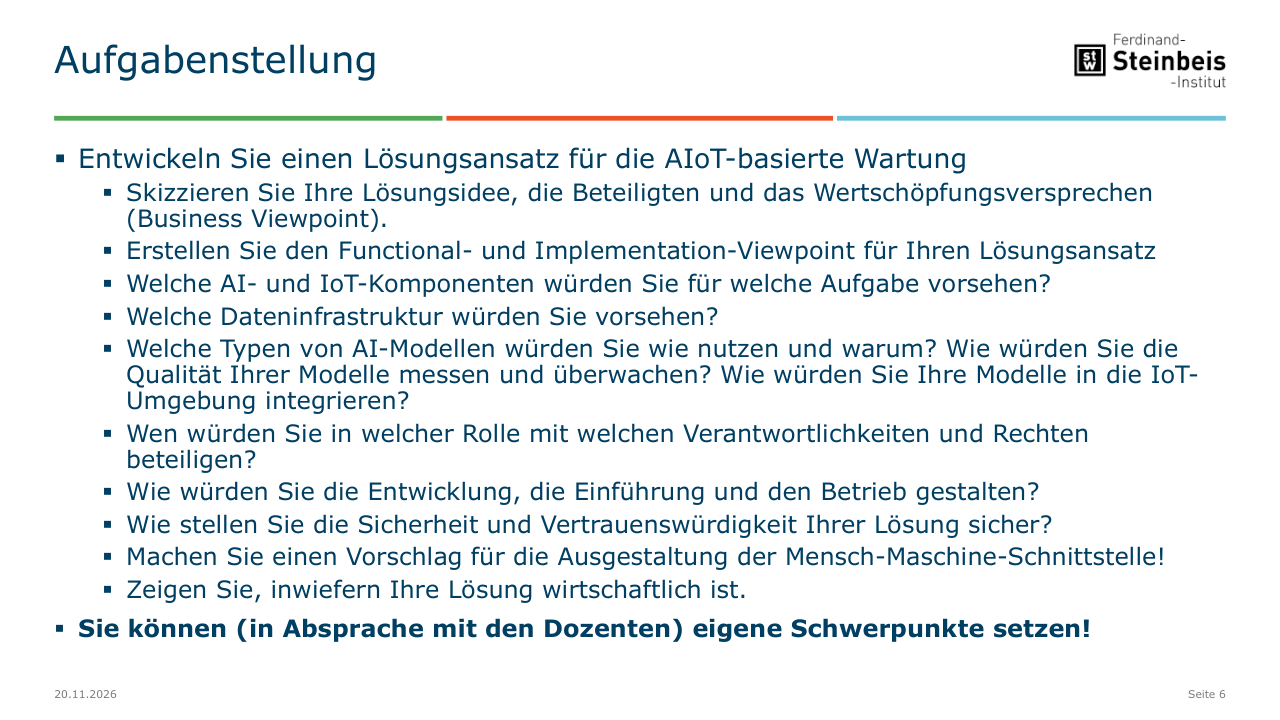 Aufgabenstellung
Ferdinand-
Steinbeis
-Institut
stw
▪ Entwickeln Sie einen Lösungsansatz für die AIoT-basierte Wartung
▪ Skizzieren Sie Ihre Lösungsidee, die Beteiligten und das Wertschöpfungsversprechen
(Business Viewpoint).
▪ Erstellen Sie den Functional- und Implementation-Viewpoint für Ihren Lösungsansatz
▪ Welche AI- und IoT-Komponenten würden Sie für welche Aufgabe vorsehen?
▪ Welche Dateninfrastruktur würden Sie vorsehen?
▪ Welche Typen von AI-Modellen würden Sie wie nutzen und warum? Wie würden Sie die
Qualität Ihrer Modelle messen und überwachen? Wie würden Sie Ihre Modelle in die IoT-
Umgebung integrieren?
▪ Wen würden Sie in welcher Rolle mit welchen Verantwortlichkeiten und Rechten
beteiligen?
▪ Wie würden Sie die Entwicklung, die Einführung und den Betrieb gestalten?
▪ Wie stellen Sie die Sicherheit und Vertrauenswürdigkeit Ihrer Lösung sicher?
▪ Machen Sie einen Vorschlag für die Ausgestaltung der Mensch-Maschine-Schnittstelle!
▪ Zeigen Sie, inwiefern Ihre Lösung wirtschaftlich ist.
▪ Sie können (in Absprache mit den Dozenten) eigene Schwerpunkte setzen!
20.11.2026
Seite 6